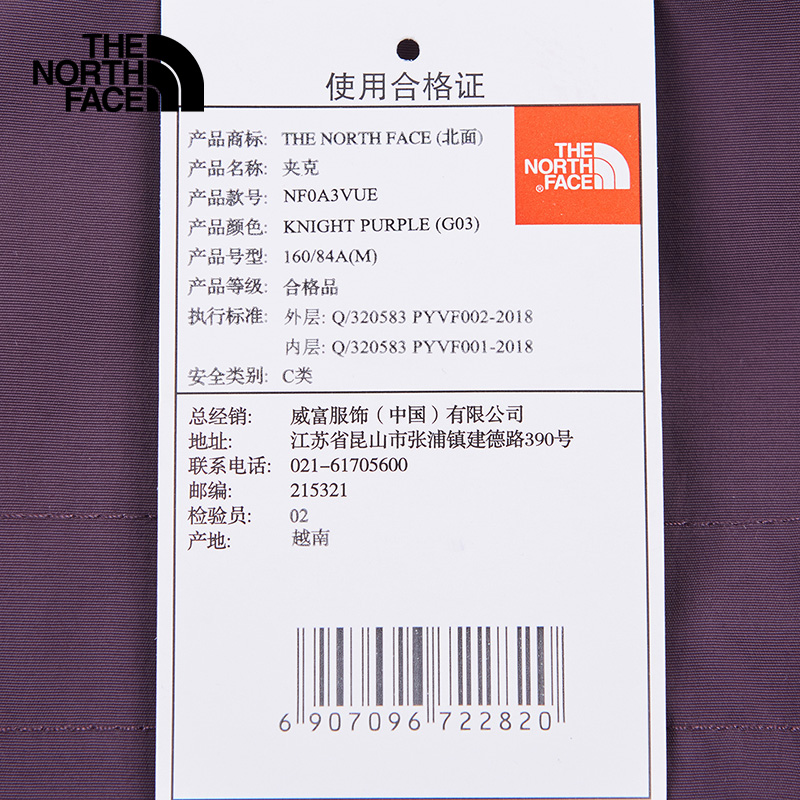 THE
NORTH
FACE
使用合格证
产品商标: THE NORTH FACE (北面)
产品名称: 夹克
产品款号: NF0A3VUE
产品颜色: KNIGHT PURPLE (G03)
产品号型: 160/84A(M)
产品等级: 合格品
执行标准: 外层: Q/320583 PYVF002-2018
内层: Q/320583 PYVF001-2018
安全类别: C类
THE
NORTH
®FACE
总经销: 威富服饰（中国）有限公司
地址: 江苏省昆山市张浦镇建德路390号
联系电话: 021-61705600
邮编: 215321
检验员: 02
产地: 越南
6 907096 722820